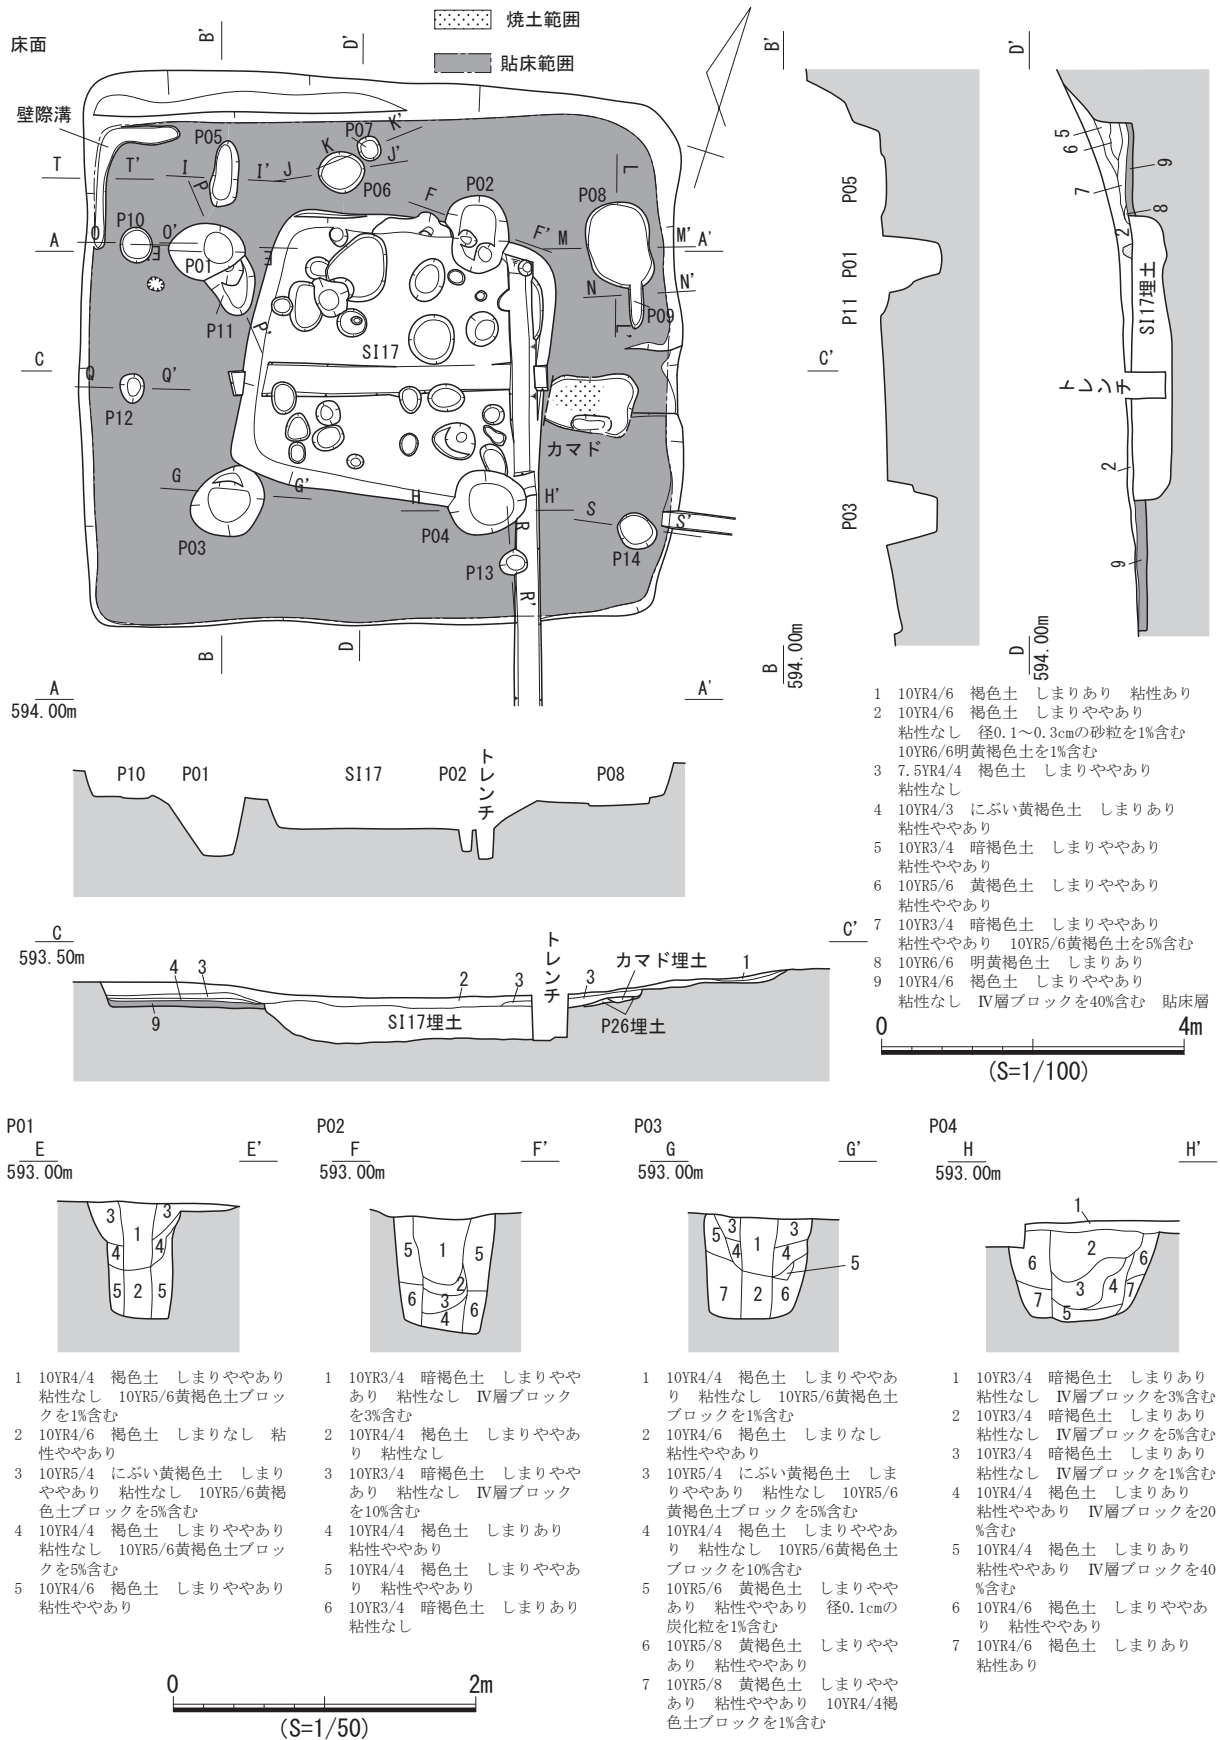 床面
焼土範囲
貼床範囲
壁際溝
B'
D'
T
T'
I
I'
P
P05
P07
K
K'
J
J'
P06
F
P02
P08
L
A
O
P10
O'
E'
P01
E
F'
M
M'
A'
P11
P'
N
N'
P09
L'
SI17
C
C'
Q
Q'
P12
カマド
G
G'
P03
H
H'
P04
R
S
S'
P14
P13
R'
B
D
B'
P05
P01
P11
P03
B
594.00m
D'
5
6
7
9
8
2
SI17埋土
トレンチ
2
9
D
594.00m
A
594.00m
A'
P10
P01
SI17
P02
トレンチ
P08
C
593.50m
C'
4
3
9
2
3
SI17埋土
トレンチ
3
カマド埋土
P26埋土
1
1 10YR4/6 褐色土 しまりあり 粘性あり
2 10YR4/6 褐色土 しまりややあり
粘性なし 径0.1〜0.3cmの砂粒を1%含む
10YR6/6明黄褐色土を1%含む
3 7.5YR4/4 褐色土 しまりややあり
粘性なし
4 10YR4/3 にぶい黄褐色土 しまりあり
粘性ややあり
5 10YR3/4 暗褐色土 しまりややあり
粘性ややあり
6 10YR5/6 黄褐色土 しまりややあり
粘性ややあり
7 10YR3/4 暗褐色土 しまりややあり
粘性ややあり 10YR5/6黄褐色土を5%含む
8 10YR6/6 明黄褐色土 しまりあり
9 10YR4/6 褐色土 しまりややあり
粘性なし Ⅳ層ブロックを40%含む 貼床層
0 4m
(S=1/100)
P01
E E'
593.00m
3 1 3
4 4
5 2 5
1 10YR4/4 褐色土 しまりややあり
粘性なし 10YR5/6黄褐色土ブロッ
クを1%含む
2 10YR4/6 褐色土 しまりなし 粘
性ややあり
3 10YR5/4 にぶい黄褐色土 しまり
ややあり 粘性なし 10YR5/6黄褐
色土ブロックを5%含む
4 10YR4/4 褐色土 しまりややあり
粘性なし 10YR5/6黄褐色土ブロッ
クを5%含む
5 10YR4/6 褐色土 しまりややあり
粘性ややあり
P02
F F'
593.00m
5 1 5
2
6 3 6
4
1 10YR3/4 暗褐色土 しまりやや
あり 粘性なし Ⅳ層ブロック
を3%含む
2 10YR4/4 褐色土 しまりややあ
り 粘性なし
3 10YR3/4 暗褐色土 しまりやや
あり 粘性なし Ⅳ層ブロック
を10%含む
4 10YR4/4 褐色土 しまりあり
粘性ややあり
5 10YR4/4 褐色土 しまりややあ
り 粘性ややあり
6 10YR3/4 暗褐色土 しまりあり
粘性なし
P03
G G'
593.00m
5 3 1 3
4 4 5
7 2 6
1 10YR4/4 褐色土 しまりややあ
り 粘性なし 10YR5/6黄褐色土
ブロックを1%含む
2 10YR4/6 褐色土 しまりなし
粘性ややあり
3 10YR5/4 にぶい黄褐色土 しま
りややあり 粘性なし 10YR5/6
黄褐色土ブロックを5%含む
4 10YR4/4 褐色土 しまりややあ
り 粘性なし 10YR5/6黄褐色土
ブロックを10%含む
5 10YR5/6 黄褐色土 しまりやや
あり 粘性ややあり 径0.1cmの
炭化粒を1%含む
6 10YR5/8 黄褐色土 しまりやや
あり 粘性ややあり
7 10YR5/8 黄褐色土 しまりやや
あり 粘性ややあり 10YR4/4褐
色土ブロックを1%含む
P04
H H'
593.00m
1
6 2 6
7 3 4 7
5
1 10YR3/4 暗褐色土 しまりあり
粘性なし Ⅳ層ブロックを3%含む
2 10YR3/4 暗褐色土 しまりあり
粘性なし Ⅳ層ブロックを5%含む
3 10YR3/4 暗褐色土 しまりあり
粘性なし Ⅳ層ブロックを1%含む
4 10YR4/4 褐色土 しまりあり
粘性ややあり Ⅳ層ブロックを20
%含む
5 10YR4/4 褐色土 しまりあり
粘性ややあり Ⅳ層ブロックを40
%含む
6 10YR4/6 褐色土 しまりややあ
り 粘性ややあり
7 10YR4/6 褐色土 しまりあり
粘性あり
0 2m
(S=1/50)